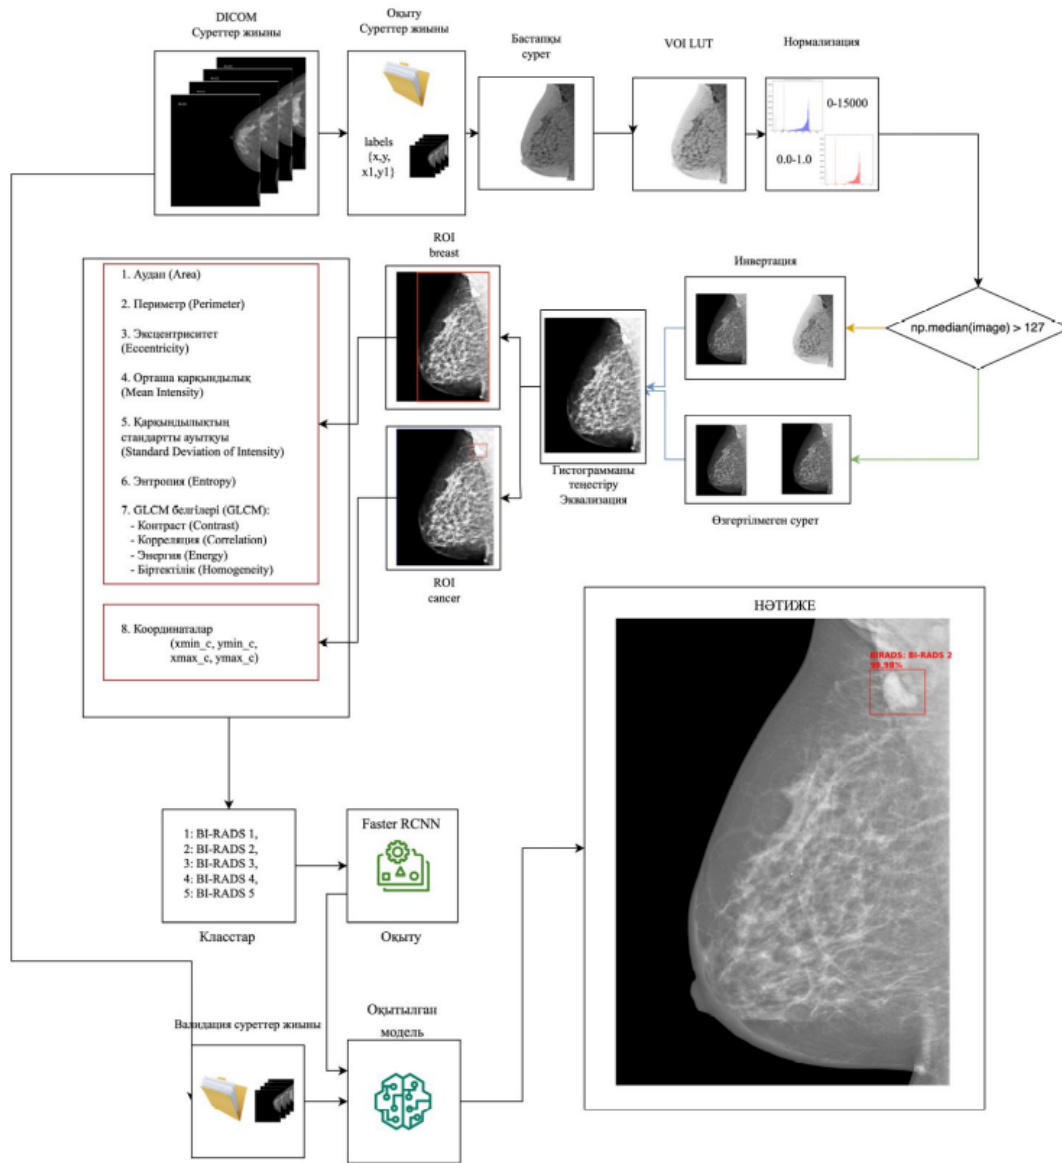 DICOM
Суреттер жиыны
Оқыту
Суреттер жиыны
labels
{x,y,
x1,y1}
Бастапқы
сурет
VOI LUT
Нормализация
0-15000
0.0-1.0
np.median(image) > 127
Инвертация
Өзгертілмеген сурет
Гистограмманы
теңестіру
Эквализация
ROI
breast
ROI
cancer
1. Аудан (Area)
2. Периметр (Perimeter)
3. Эксцентриситет
(Eccentricity)
4. Орташа қарқындылық
(Mean Intensity)
5. Қарқындылықтың
стандартты ауытқуы
(Standard Deviation of Intensity)
6. Энтропия (Entropy)
7. GLCM белгілері (GLCM):
- Контраст (Contrast)
- Корреляция (Correlation)
- Энергия (Energy)
- Біртектілік (Homogeneity)
8. Координаталар
(xmin_c, ymin_c,
xmax_c, ymax_c)
1: BI-RADS 1,
2: BI-RADS 2,
3: BI-RADS 3,
4: BI-RADS 4,
5: BI-RADS 5
Класстар
Faster RCNN
Оқыту
Валидация суреттер жиыны
Оқытылған
модель
НӘТИЖЕ
BIRADS: BI-RADS 2
98.98%